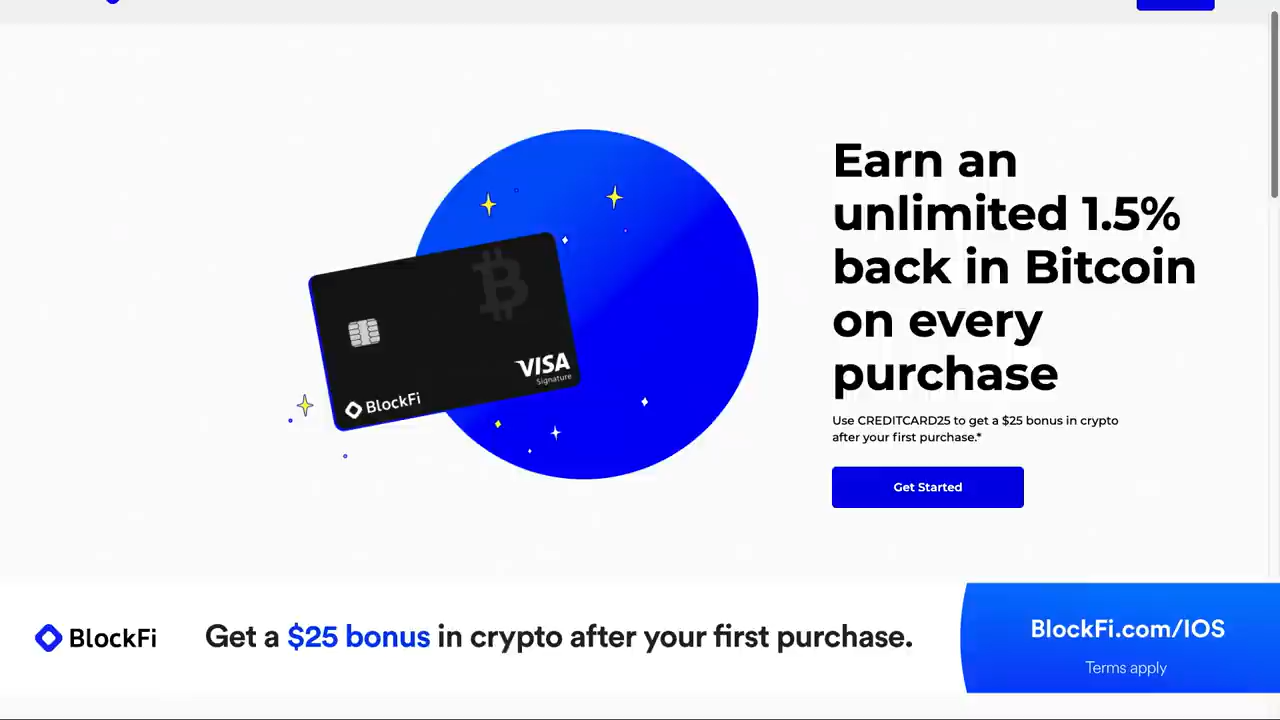 Earn an
unlimited 1.5%
back in Bitcoin
on every
purchase
VISA
Signature
BlockFi
Use CREDITCARD25 to get a $25 bonus in crypto
after your first purchase.*
Get Started
BlockFi
Get a $25 bonus in crypto after your first purchase.
BlockFi.com/IOS
Terms apply